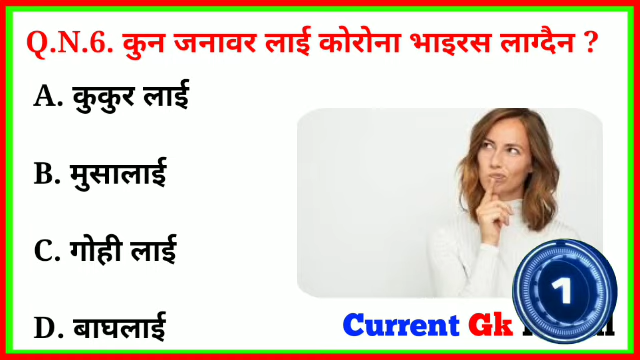 Q.N.6. कुन जनावर लाई कोरोना भाइरस लाग्दैन ?
A. कुकुर लाई
B. मुसालाई
C. गोही लाई
D. बाघलाई
1
Current Gk